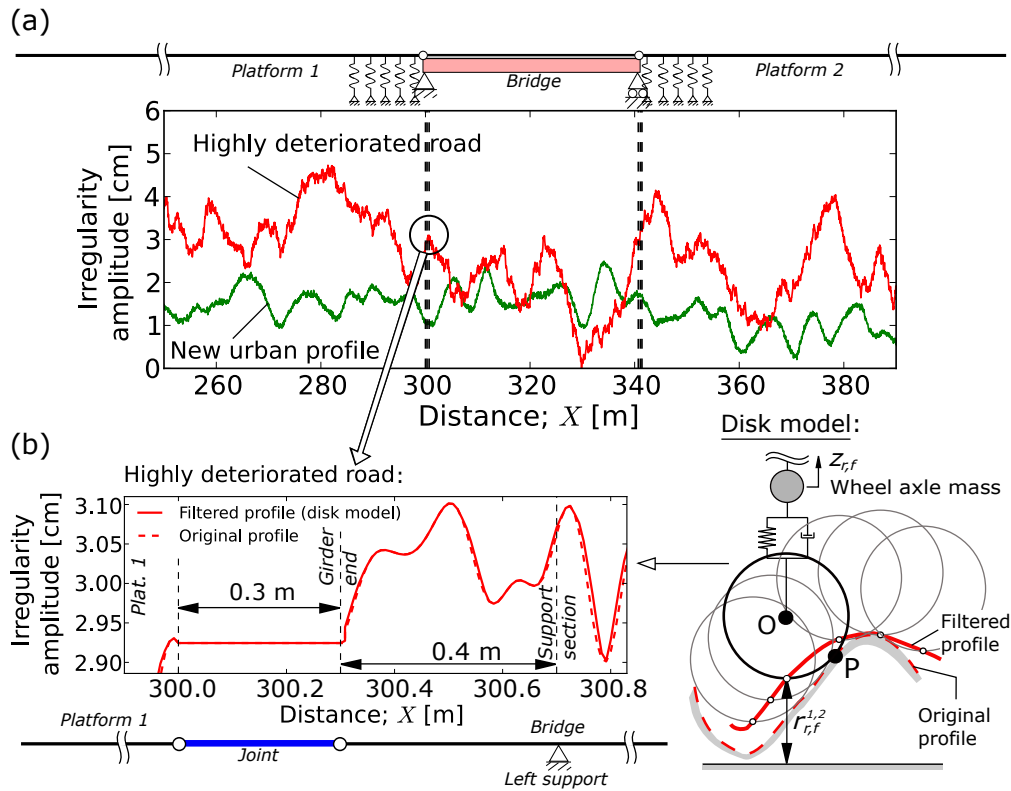 (a)
Platform 1
Bridge
Platform 2
Irregularity
amplitude [cm]
6
5
4
3
2
1
0
Highly deteriorated road
New urban profile
260
280
300
320
340
360
380
Distance; X [m]
(b)
Highly deteriorated road:
Irregularity
amplitude [cm]
3.10
3.05
3.00
2.95
2.90
Filtered profile (disk model)
Original profile
Plat. 1
0.3 m
Girder
end
0.4 m
Support
section
300.0
300.2
300.4
300.6
300.8
Distance; X [m]
Platform 1
Joint
Bridge
Left support
Disk model:
z_{r,f}
Wheel axle mass
O
P
Filtered
profile
r_{r,f}^{1,2}
Original
profile